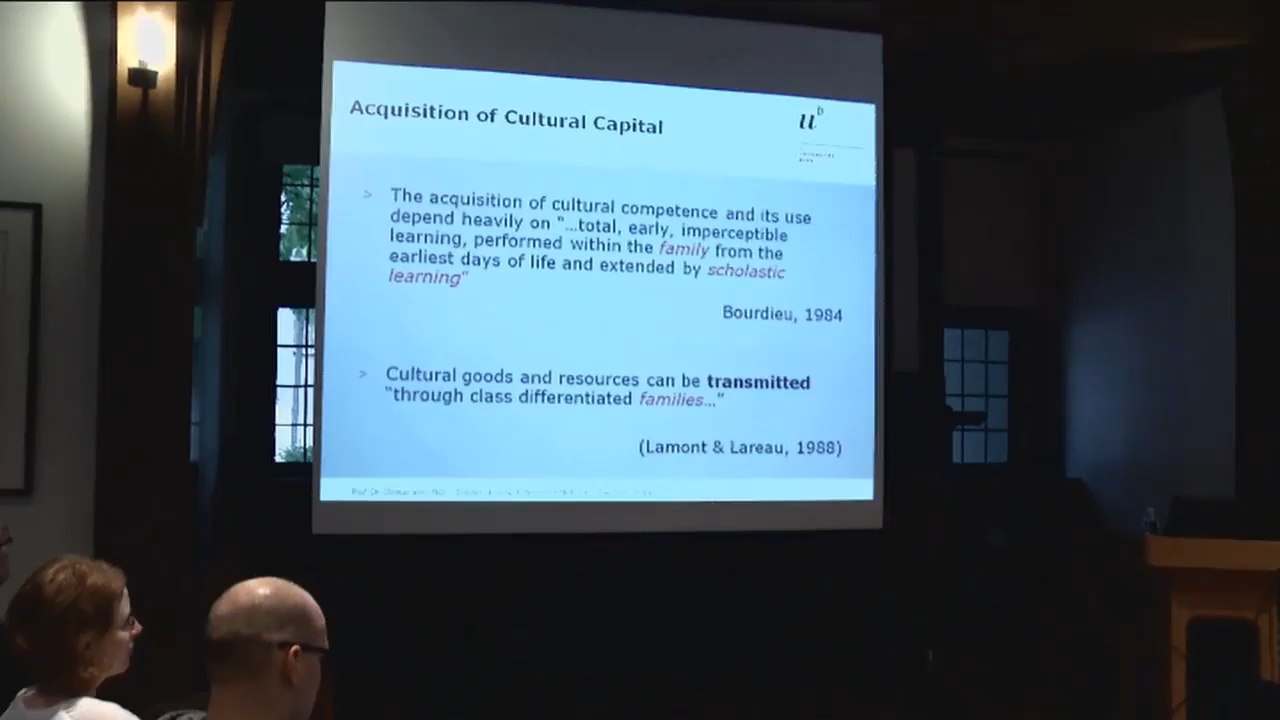 Acquisition of Cultural Capital
u
b
> The acquisition of cultural competence and its use
depend heavily on "...total, early, imperceptible
learning, performed within the family from the
earliest days of life and extended by scholastic
learning"
Bourdieu, 1984
> Cultural goods and resources can be transmitted
"through class differentiated families..."
(Lamont & Lareau, 1988)